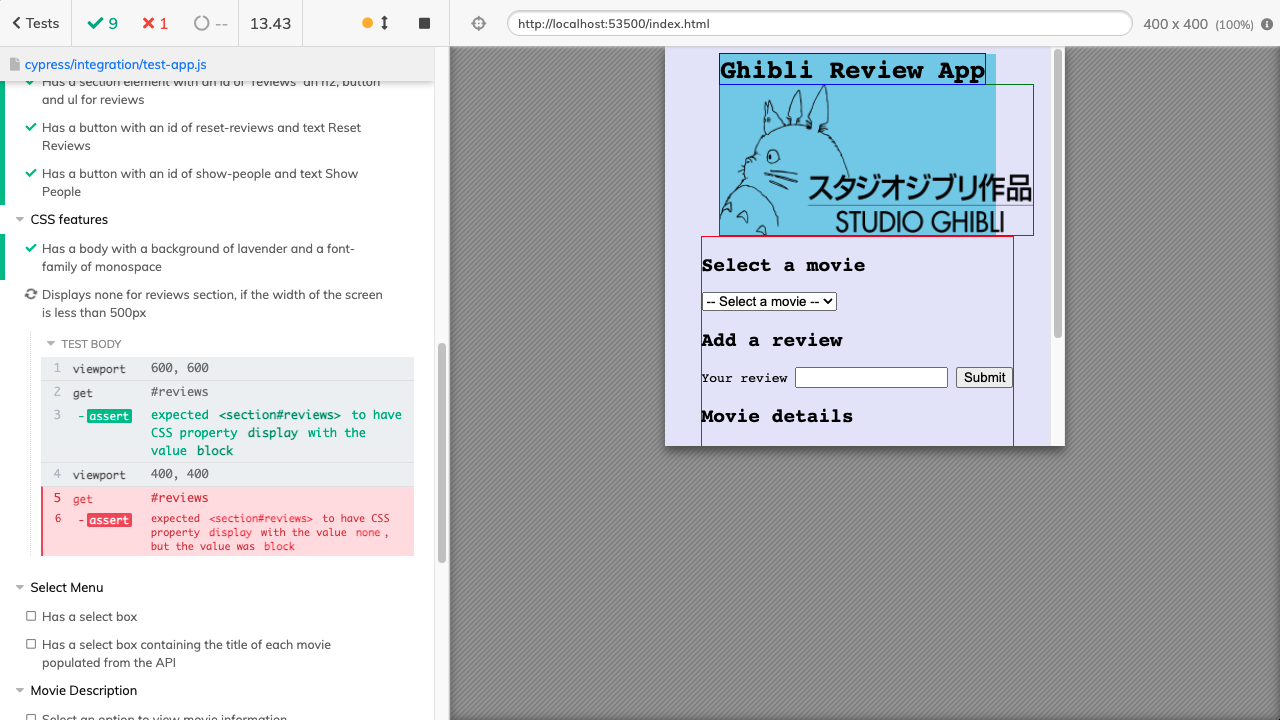 Tests
9
1
--
13.43
http://localhost:53500/index.html
400 x 400 (100%)
cypress/integration/test-app.js
Has a section element with an id of "reviews" an h2, button
and ul for reviews
Has a button with an id of reset-reviews and text Reset
Reviews
Has a button with an id of show-people and text Show
People
CSS features
Has a body with a background of lavender and a font-
family of monospace
Displays none for reviews section, if the width of the screen
is less than 500px
TEST BODY
1 viewport 600, 600
2 get #reviews
3 - assert expected <section#reviews> to have
CSS property display with the
value block
4 viewport 400, 400
5 get #reviews
6 - assert expected <section#reviews> to have CSS
property display with the value none,
but the value was block
Select Menu
Has a select box
Has a select box containing the title of each movie
populated from the API
Movie Description
Select an option to view movie information
Ghibli Review App
スタジオジブリ作品
STUDIO GHIBLI
Select a movie
-- Select a movie --
Add a review
Your review Submit
Movie details